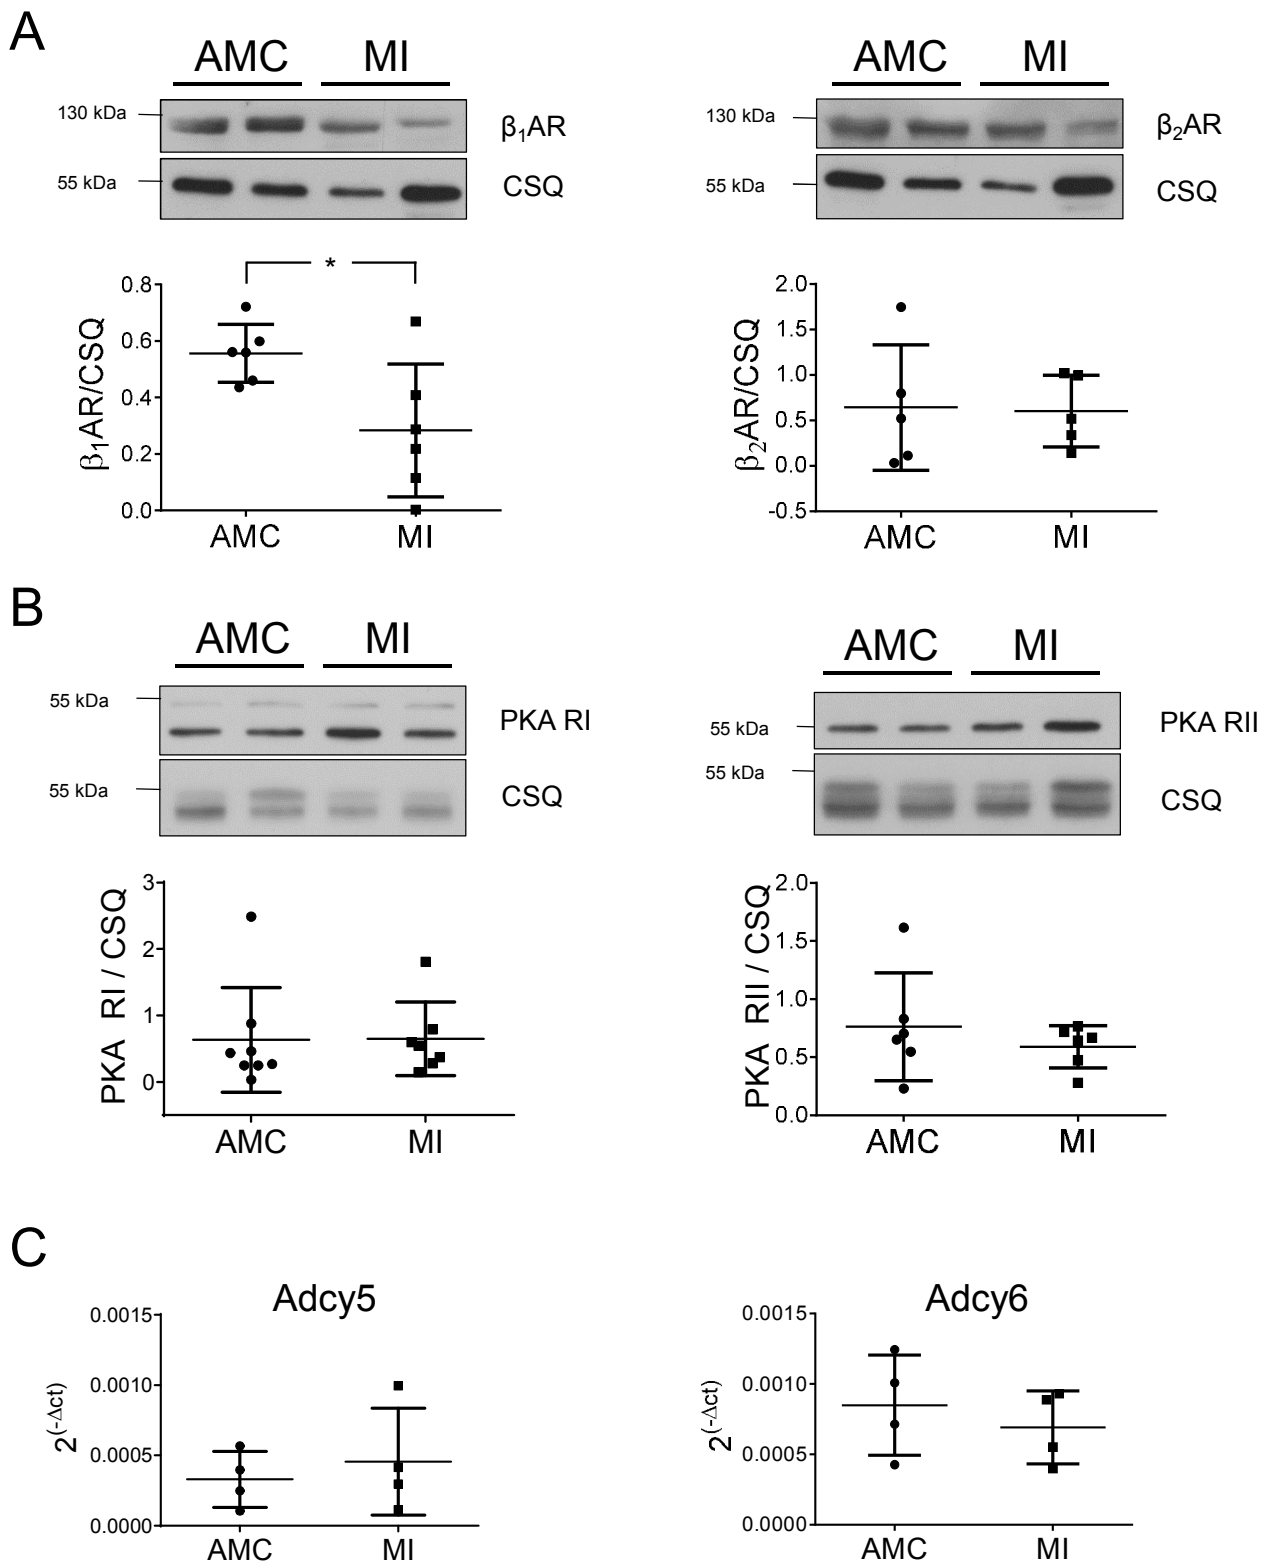 A
AMC MI
130 kDa
β1AR
55 kDa
CSQ
*
β1AR/CSQ
0.8
0.6
0.4
0.2
0.0
AMC MI
AMC MI
130 kDa
β2AR
55 kDa
CSQ
β2AR/CSQ
2.0
1.5
1.0
0.5
0.0
-0.5
AMC MI
B
AMC MI
55 kDa
PKA RI
55 kDa
CSQ
PKA RI / CSQ
3
2
1
0
AMC MI
AMC MI
55 kDa
PKA RII
55 kDa
CSQ
PKA RII / CSQ
2.0
1.5
1.0
0.5
0.0
AMC MI
C
Adcy5
2(-Δct)
0.0015
0.0010
0.0005
0.0000
AMC MI
Adcy6
2(-Δct)
0.0015
0.0010
0.0005
0.0000
AMC MI